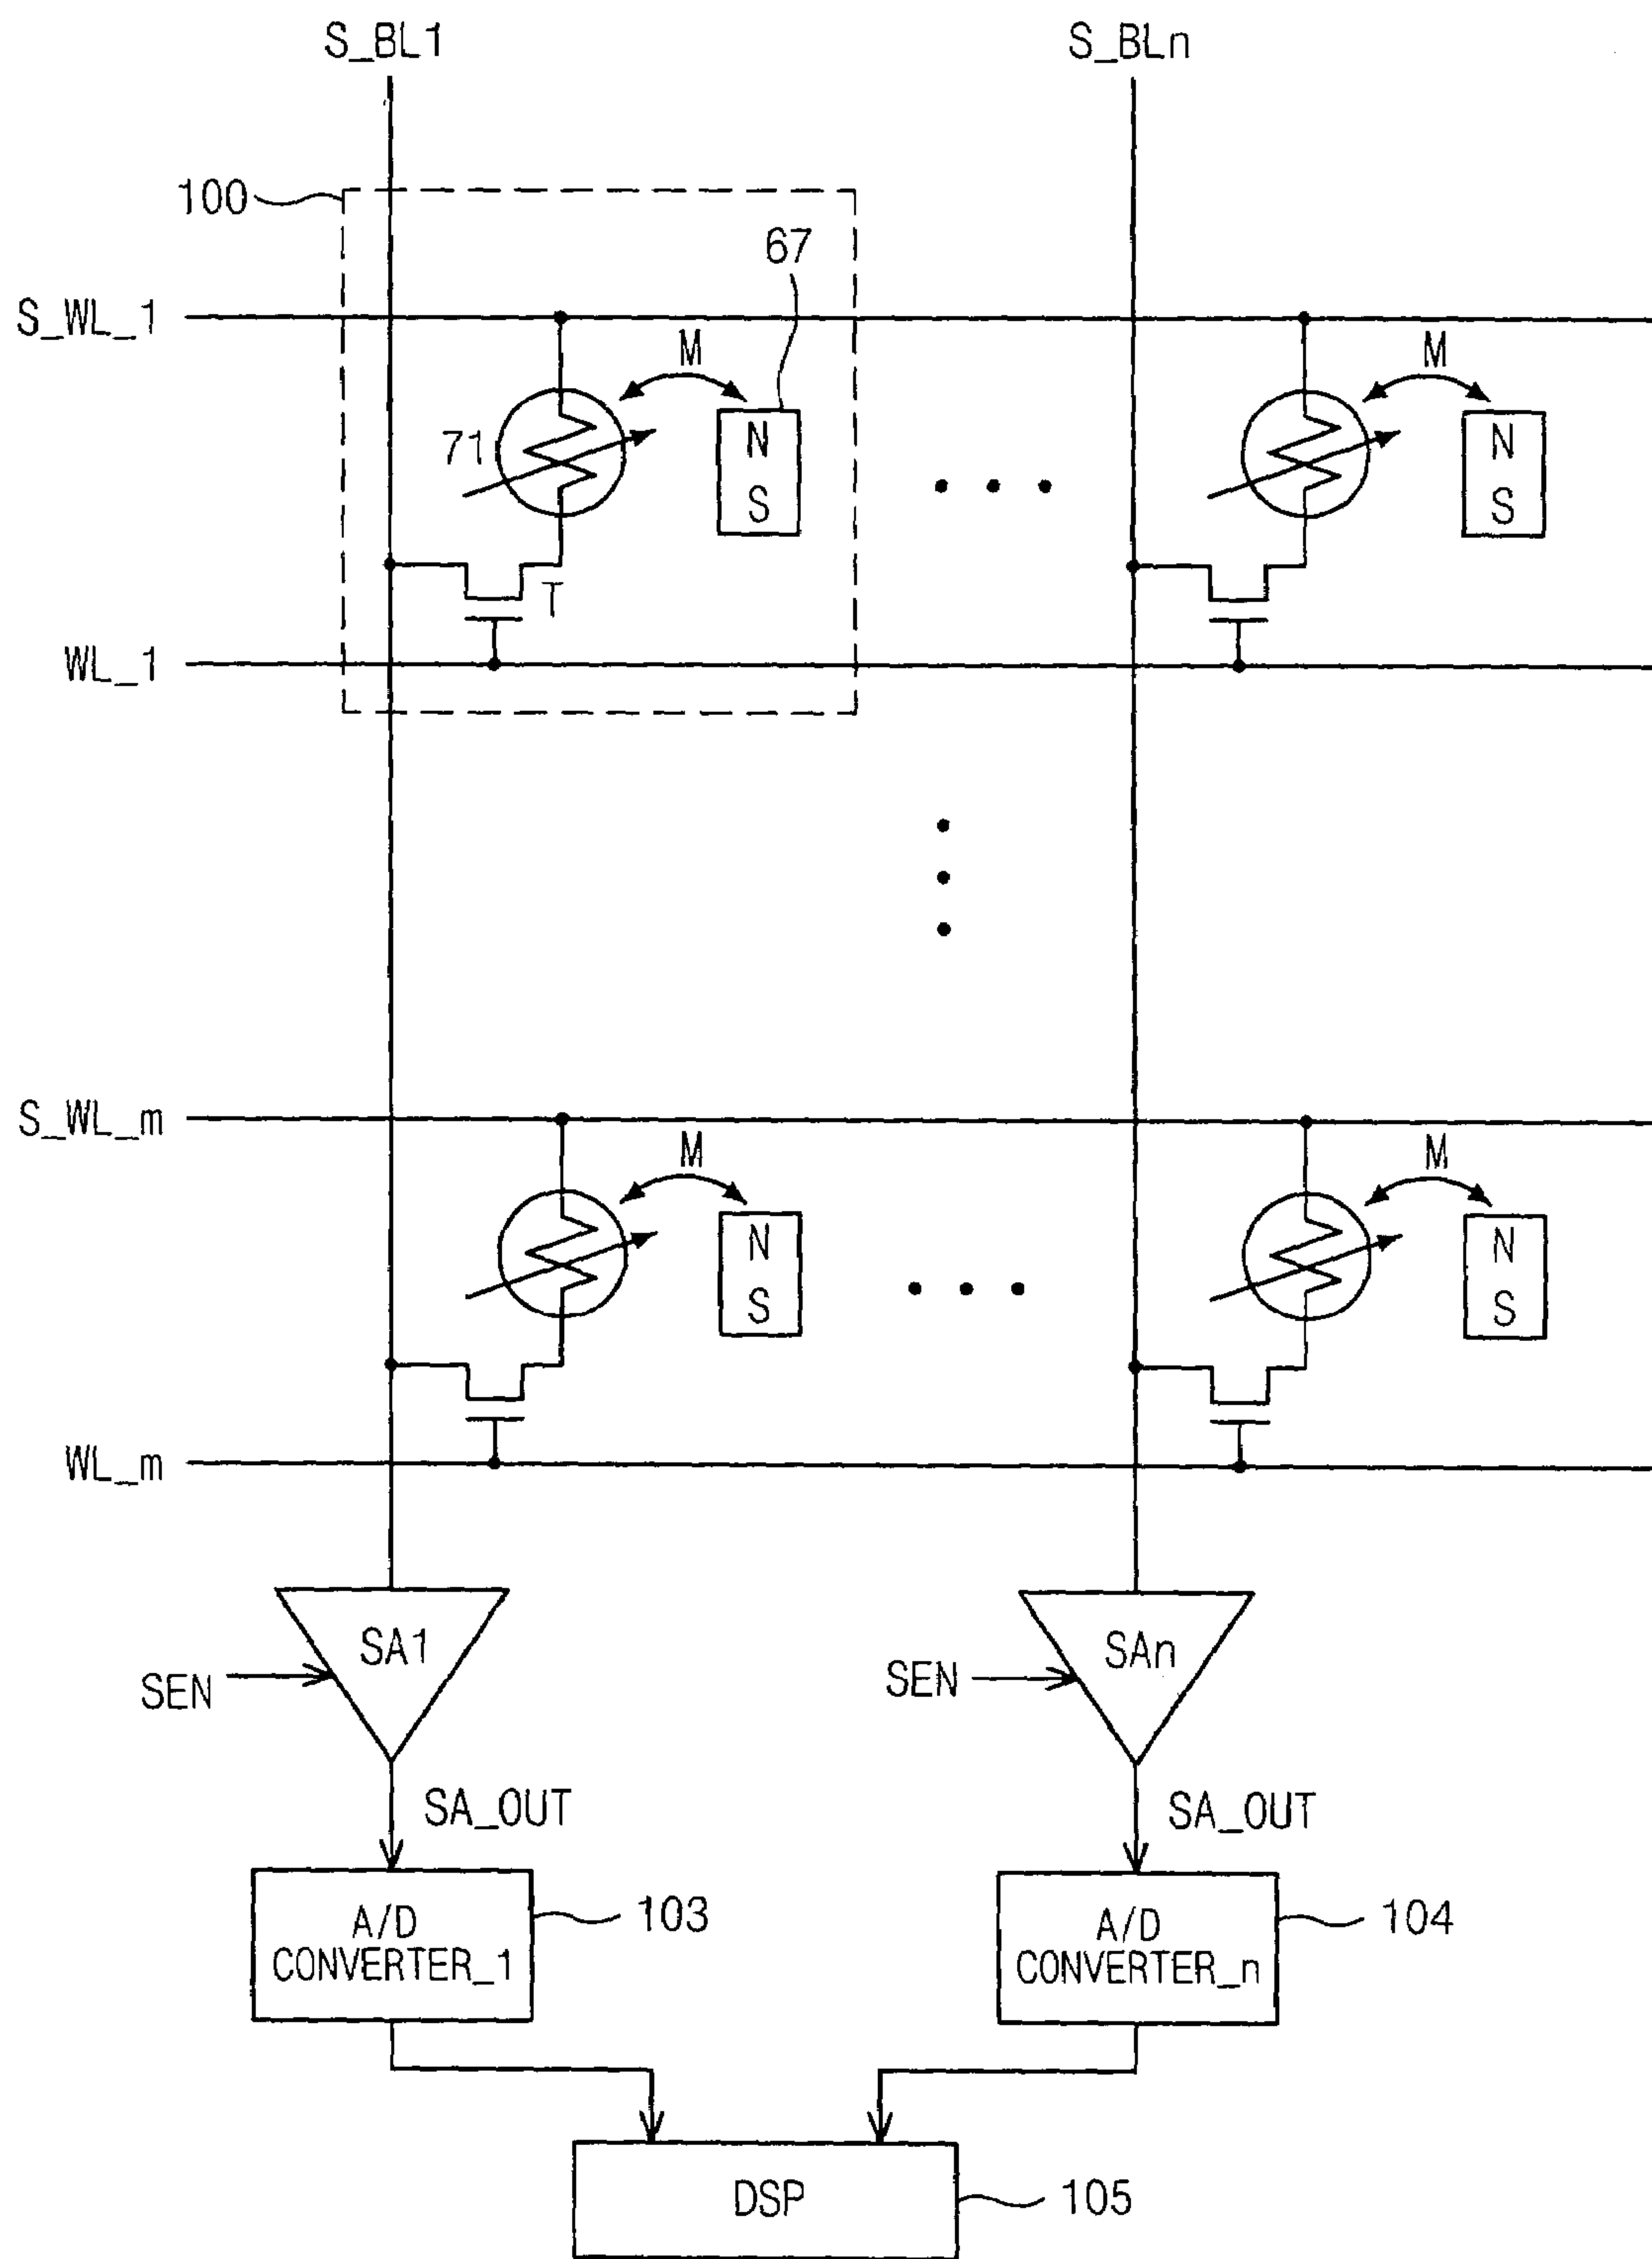 S_BL1 S_BLn
100
67
S_WL_1
M M
71
N N
S S
T
WL_1
S_WL_m
M M
N N
S S
WL_m
SA1 SAn
SEN SEN
SA_OUT SA_OUT
A/D A/D
CONVERTER_1 CONVERTER_n
103 104
DSP
105